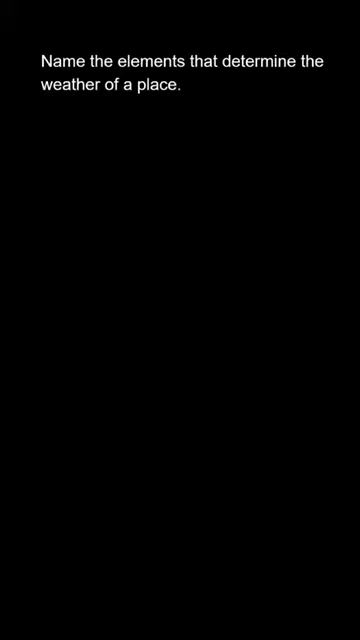 Name the elements that determine the
weather of a place.